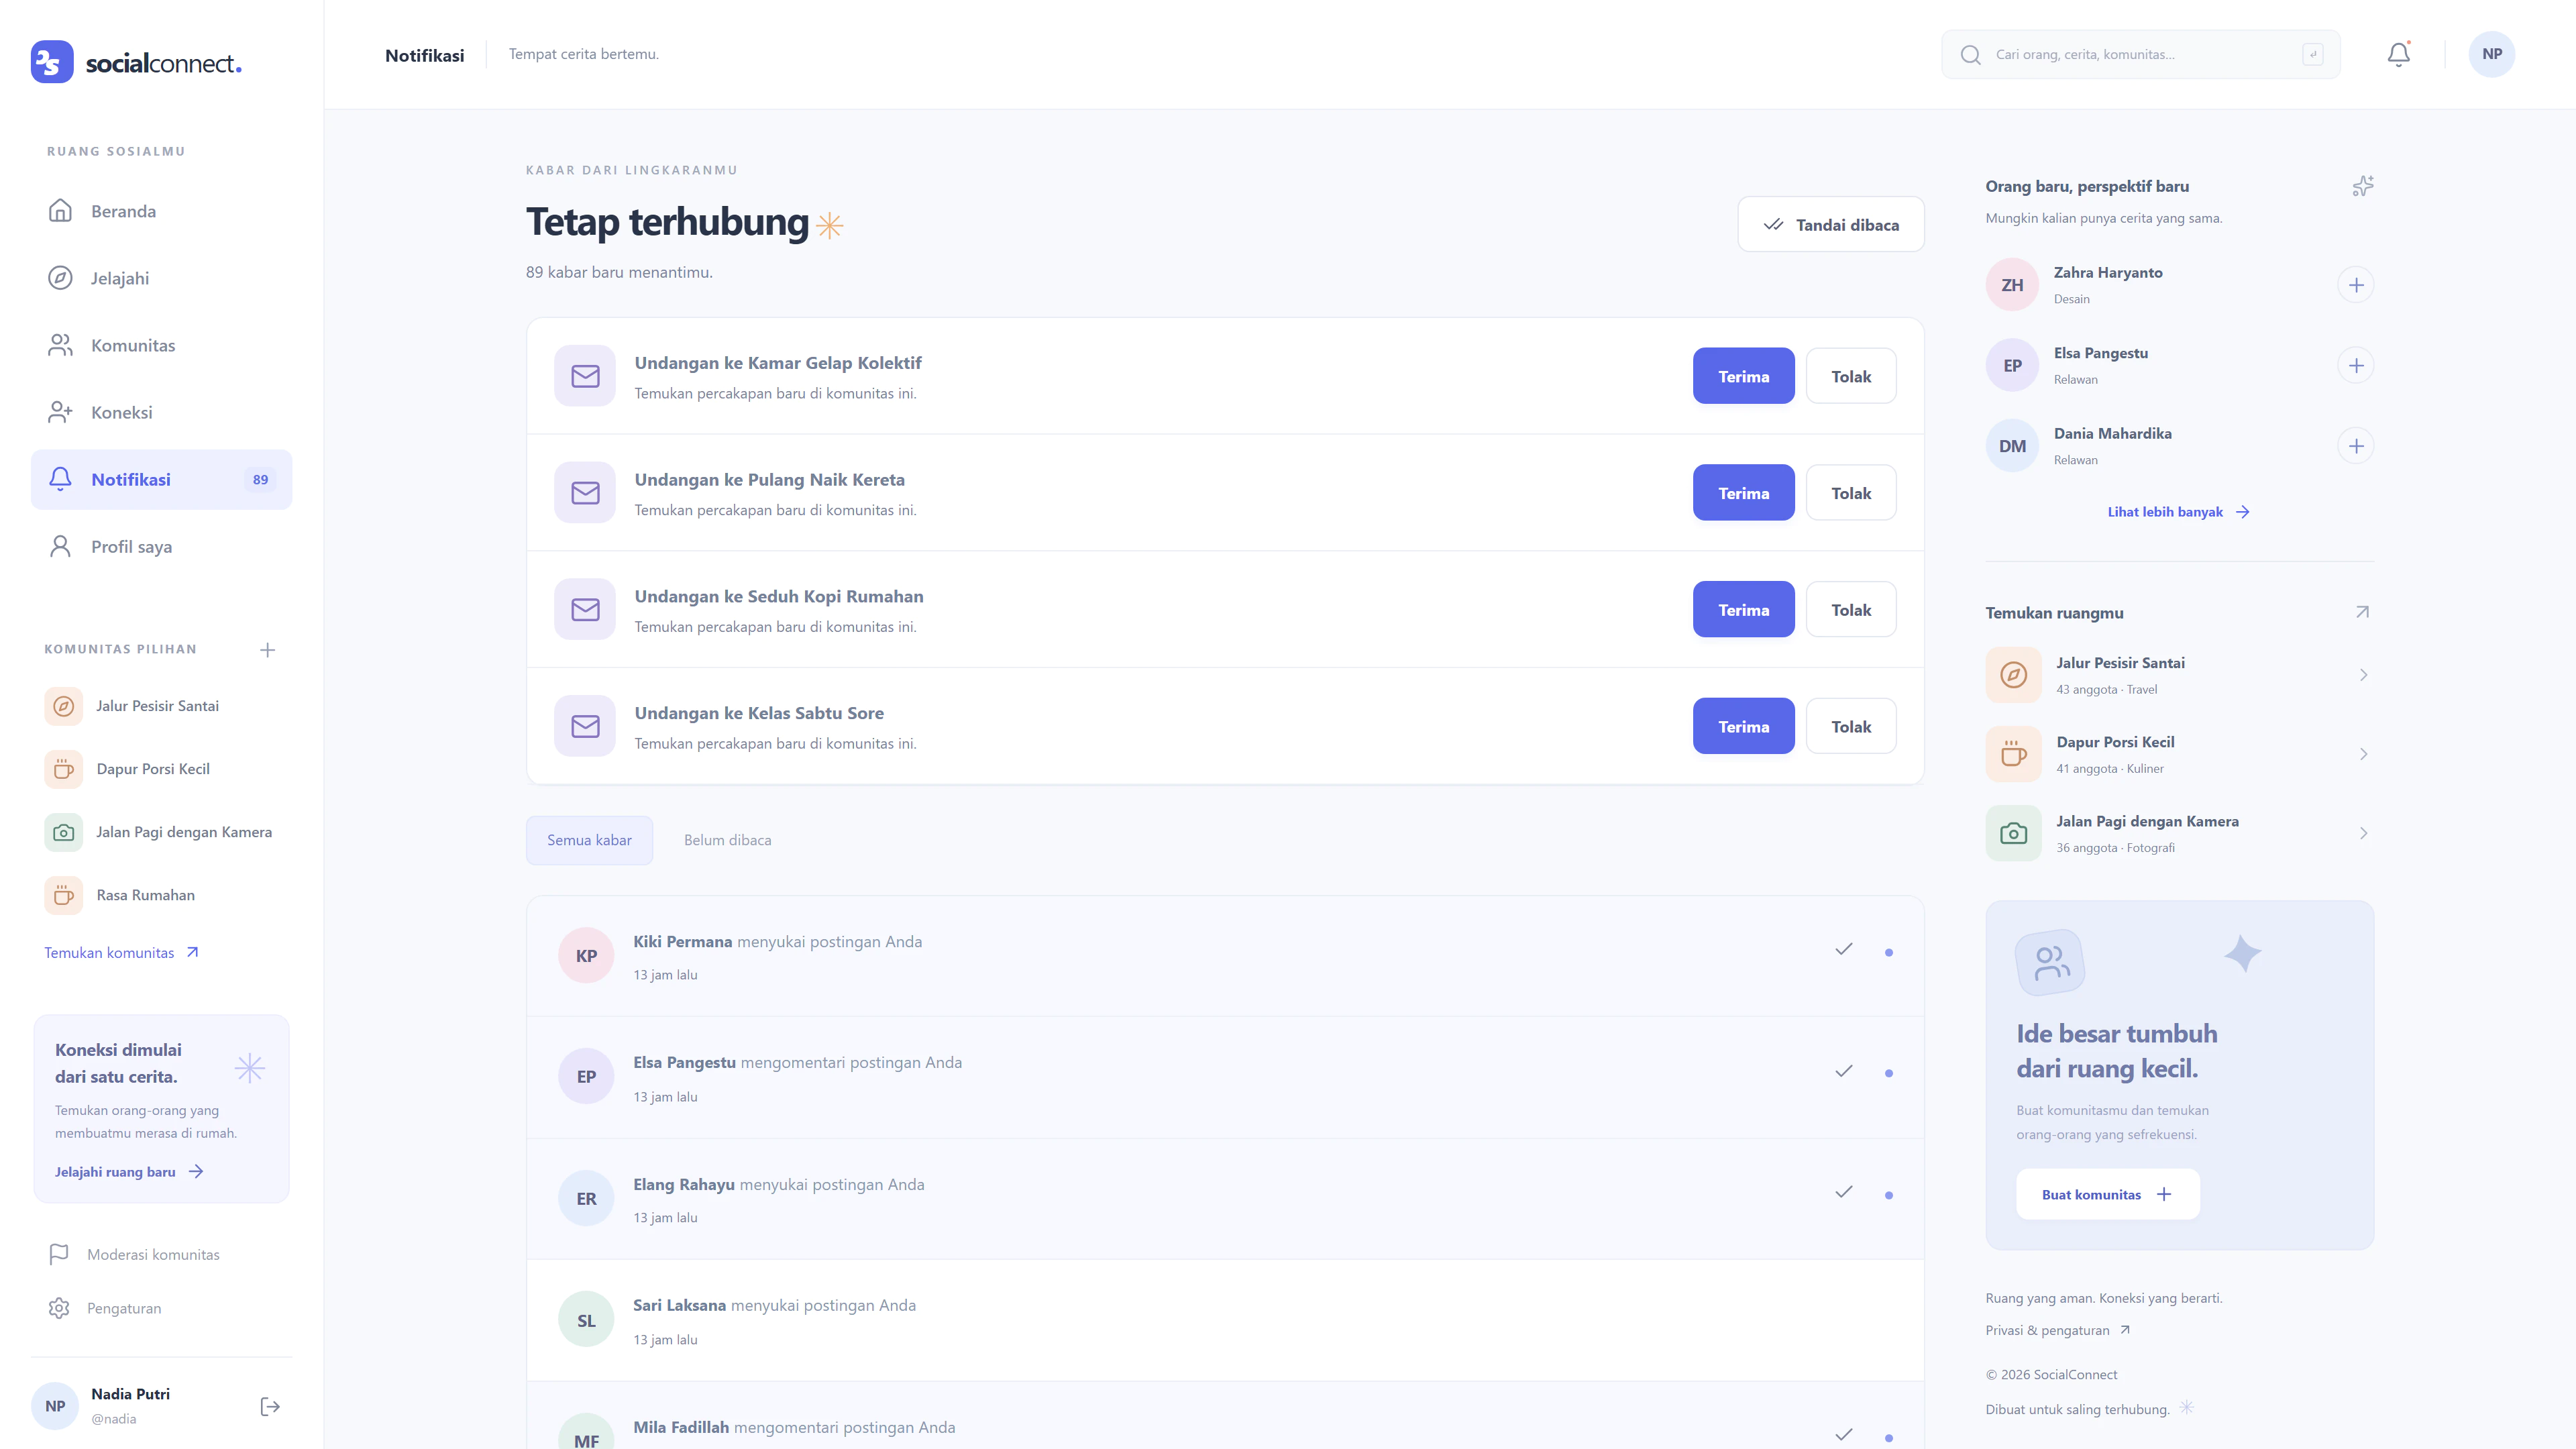 socialconnect.
RUANG SOSIALMU
Beranda
Jelajahi
Komunitas
Koneksi
Notifikasi 89
Profil saya
KOMUNITAS PILIHAN
Jalur Pesisir Santai
Dapur Porsi Kecil
Jalan Pagi dengan Kamera
Rasa Rumahan
Temukan komunitas
Koneksi dimulai
dari satu cerita.
Temukan orang-orang yang
membuatmu merasa di rumah.
Jelajahi ruang baru
Moderasi komunitas
Pengaturan
NP
Nadia Putri
@nadia
Notifikasi
Tempat cerita bertemu.
Cari orang, cerita, komunitas...
NP
KABAR DARI LINGKARANMU
Tetap terhubung
89 kabar baru menantimu.
Tandai dibaca
Undangan ke Kamar Gelap Kolektif
Temukan percakapan baru di komunitas ini.
Terima
Tolak
Undangan ke Pulang Naik Kereta
Temukan percakapan baru di komunitas ini.
Terima
Tolak
Undangan ke Seduh Kopi Rumahan
Temukan percakapan baru di komunitas ini.
Terima
Tolak
Undangan ke Kelas Sabtu Sore
Temukan percakapan baru di komunitas ini.
Terima
Tolak
Semua kabar
Belum dibaca
KP
Kiki Permana menyukai postingan Anda
13 jam lalu
EP
Elsa Pangestu mengomentari postingan Anda
13 jam lalu
ER
Elang Rahayu menyukai postingan Anda
13 jam lalu
SL
Sari Laksana menyukai postingan Anda
13 jam lalu
MF
Mila Fadillah mengomentari postingan Anda
Orang baru, perspektif baru
Mungkin kalian punya cerita yang sama.
ZH
Zahra Haryanto
Desain
EP
Elsa Pangestu
Relawan
DM
Dania Mahardika
Relawan
Lihat lebih banyak
Temukan ruangmu
Jalur Pesisir Santai
43 anggota · Travel
Dapur Porsi Kecil
41 anggota · Kuliner
Jalan Pagi dengan Kamera
36 anggota · Fotografi
Ide besar tumbuh
dari ruang kecil.
Buat komunitasmu dan temukan
orang-orang yang sefrekuensi.
Buat komunitas
Ruang yang aman. Koneksi yang berarti.
Privasi & pengaturan
© 2026 SocialConnect
Dibuat untuk saling terhubung.